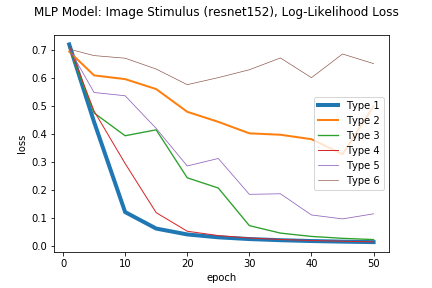 MLP Model: Image Stimulus (resnet152), Log-Likelihood Loss
0.7
0.6
0.5
0.4
0.3
0.2
0.1
0.0
loss
Type 1
Type 2
Type 3
Type 4
Type 5
Type 6
0 10 20 30 40 50
epoch